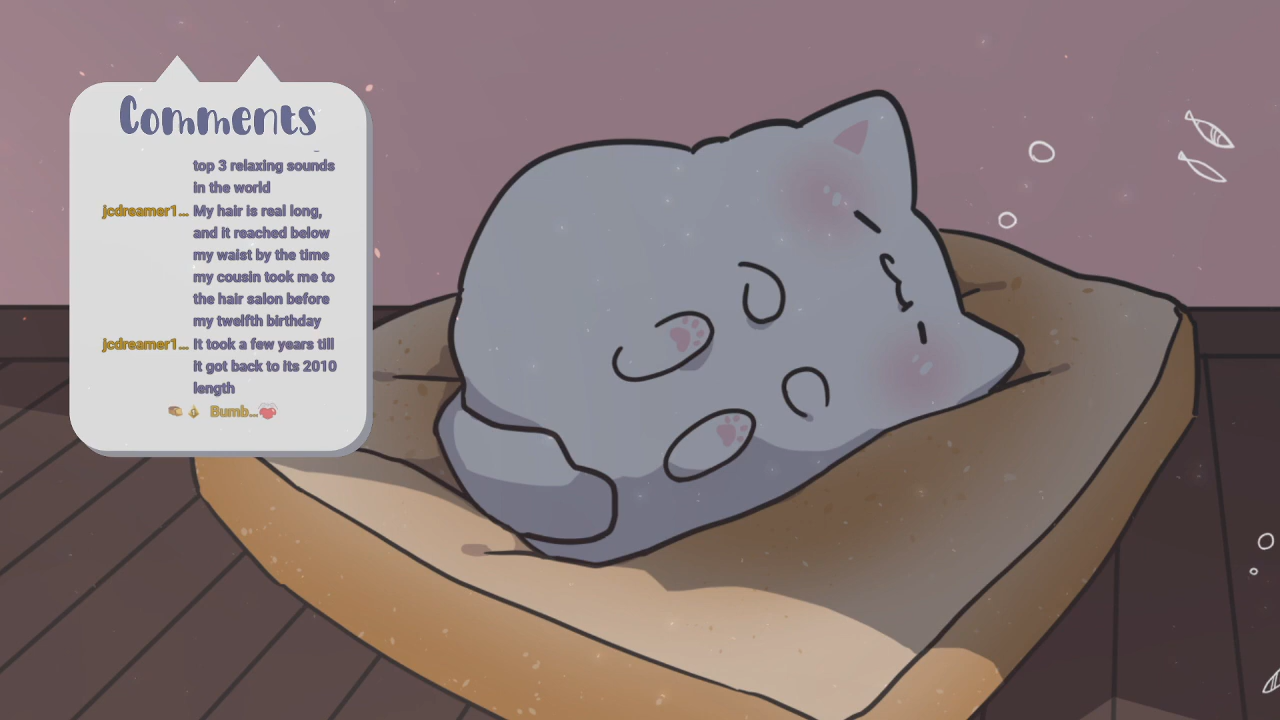 Comments
top 3 relaxing sounds
in the world
jcdreamer1... My hair is real long,
and it reached below
my waist by the time
my cousin took me to
the hair salon before
my twelfth birthday
jcdreamer1... It took a few years till
it got back to its 2010
length
Bumb...